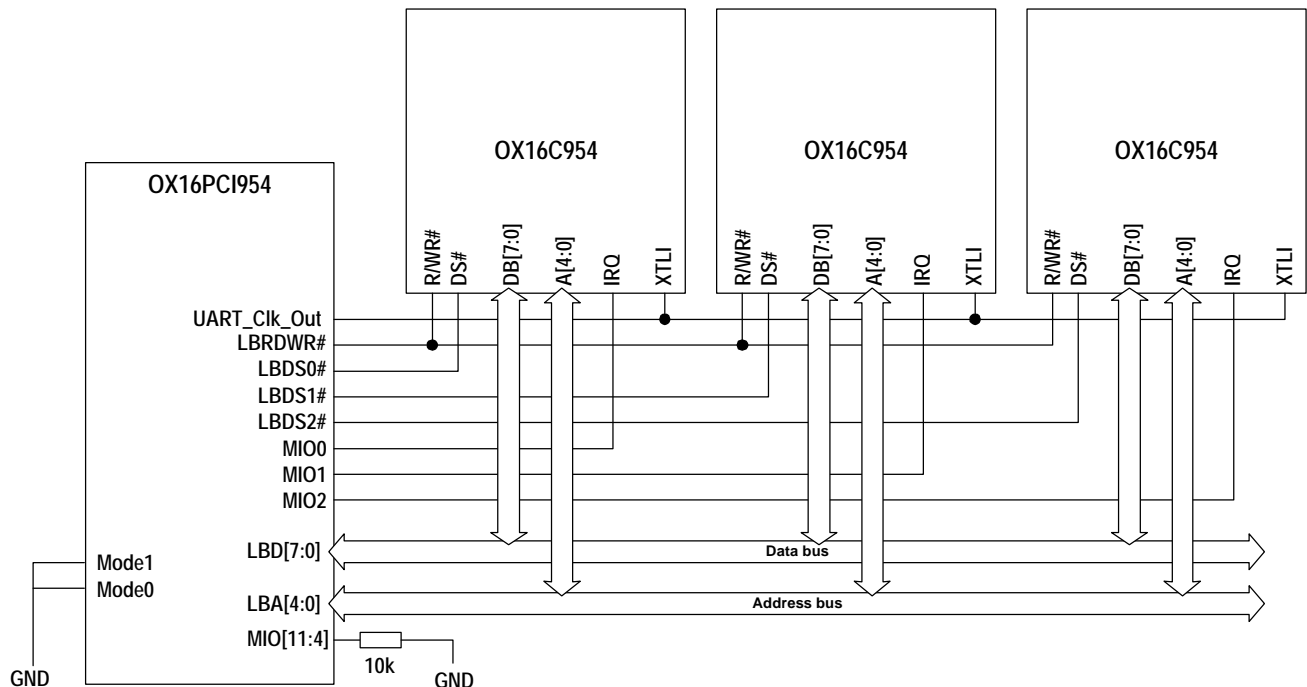 OX16C954
OX16C954
OX16C954
OX16PCI954
R/WR#
DS#
DB[7:0]
A[4:0]
IRQ
XTLI
R/WR#
DS#
DB[7:0]
A[4:0]
IRQ
XTLI
R/WR#
DS#
DB[7:0]
A[4:0]
IRQ
XTLI
UART_Clk_Out
LBRDWR#
LBDS0#
LBDS1#
LBDS2#
MIO0
MIO1
MIO2
LBD[7:0]
Data bus
Mode1
Mode0
LBA[4:0]
Address bus
MIO[11:4]
10k
GND
GND